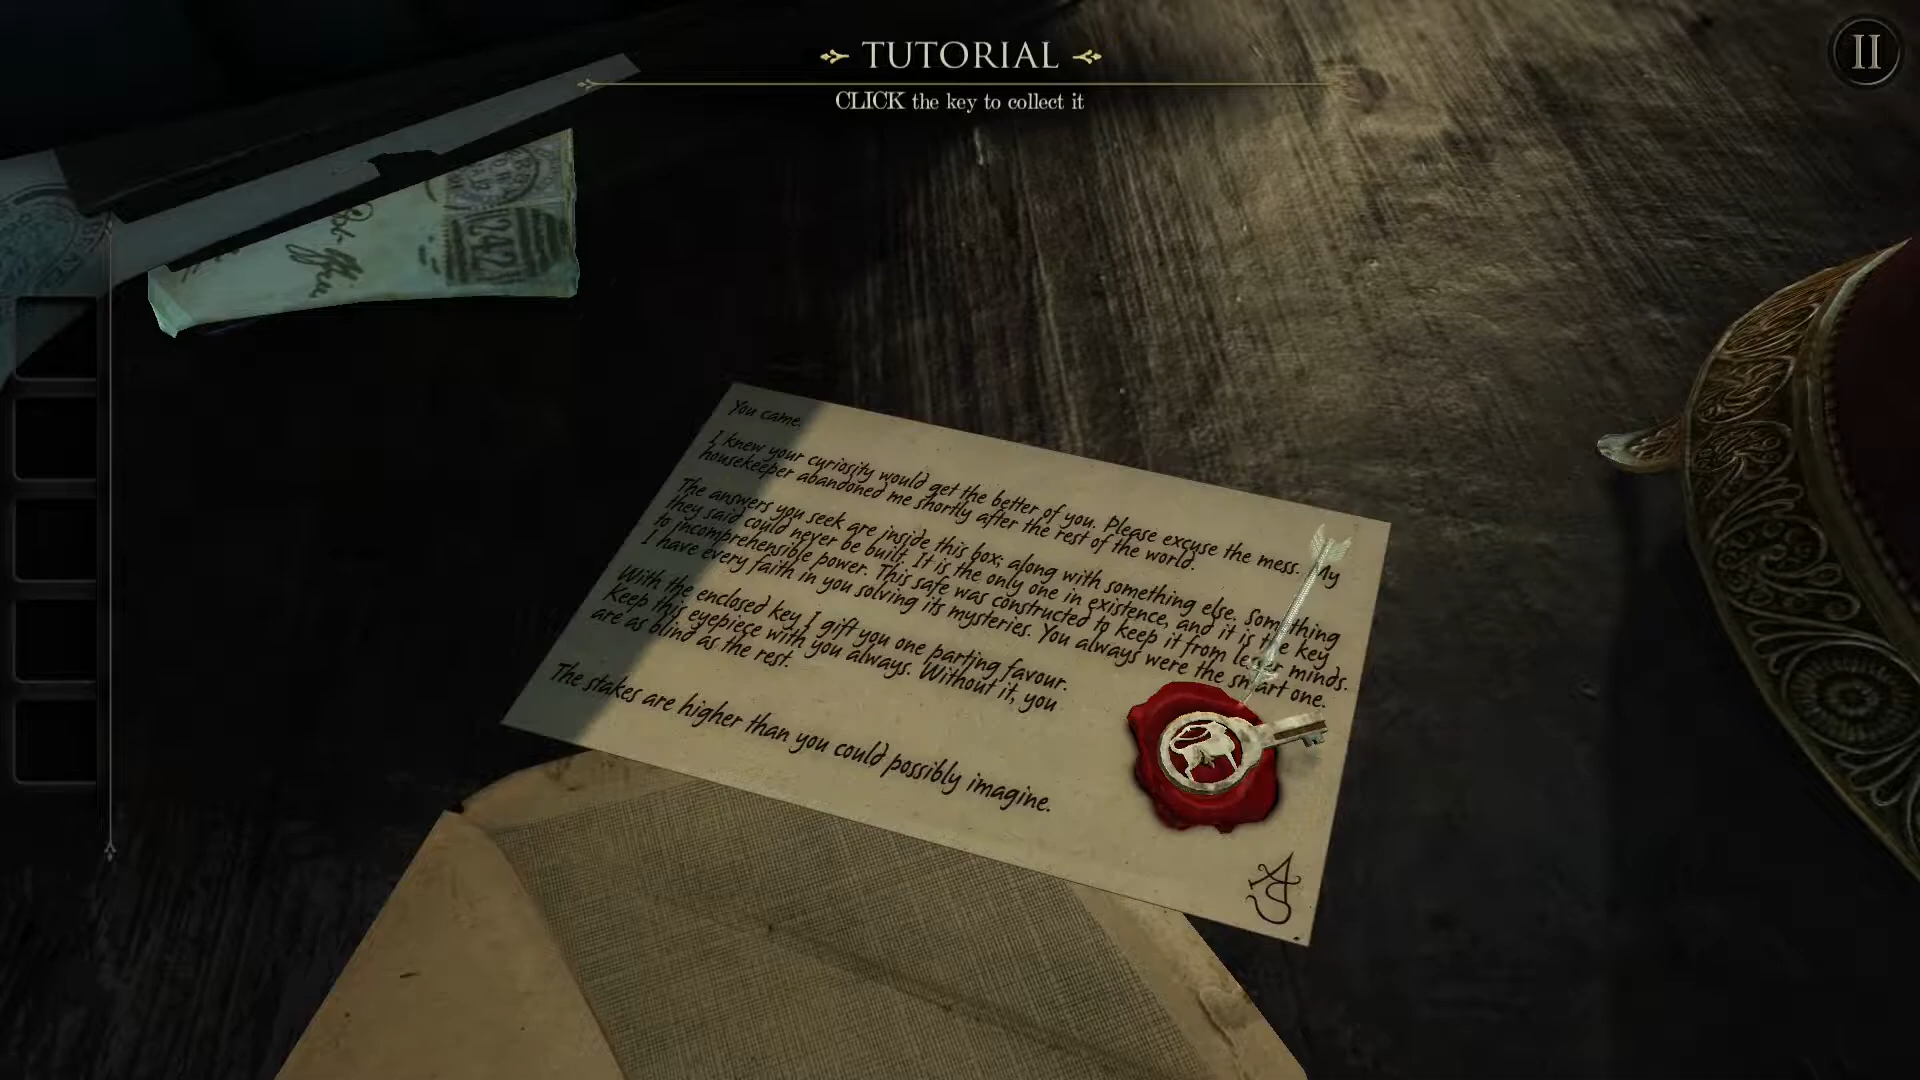 TUTORIAL
CLICK the key to collect it
You came.
I knew your curiosity would get the better of you. Please excuse the mess. My
housekeeper abandoned me shortly after the rest of the world.
The answers you seek are inside this box; along with something else. Something
they said could never be built. It is the only one in existence, and it is the key
to incomprehensible power. This safe was constructed to keep it from lesser minds.
I have every faith in you solving its mysteries. You always were the smart one.
With the enclosed key I gift you one parting favour.
Keep this eyepiece with you always. Without it, you
are as blind as the rest.
The stakes are higher than you could possibly imagine.